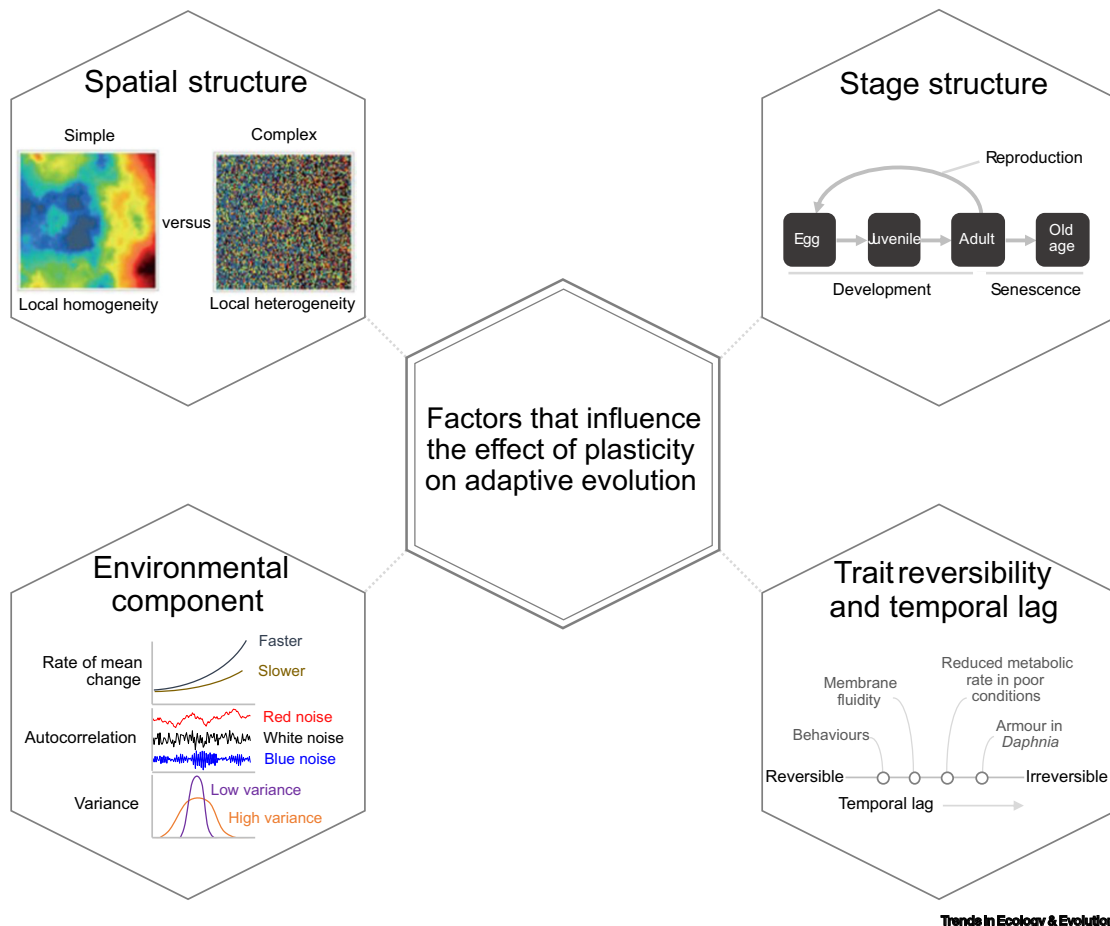 Spatial structure
Simple
Complex
versus
Local homogeneity
Local heterogeneity
Stage structure
Reproduction
Egg
Juvenile
Adult
Old
age
Development
Senescence
Factors that influence
the effect of plasticity
on adaptive evolution
Environmental
component
Rate of mean
change
Faster
Slower
Autocorrelation
Red noise
White noise
Blue noise
Variance
Low variance
High variance
Trait reversibility
and temporal lag
Reduced metabolic
rate in poor
conditions
Membrane
fluidity
Behaviours
Armour in
Daphnia
Reversible
Irreversible
Temporal lag
Trends in Ecology & Evolution